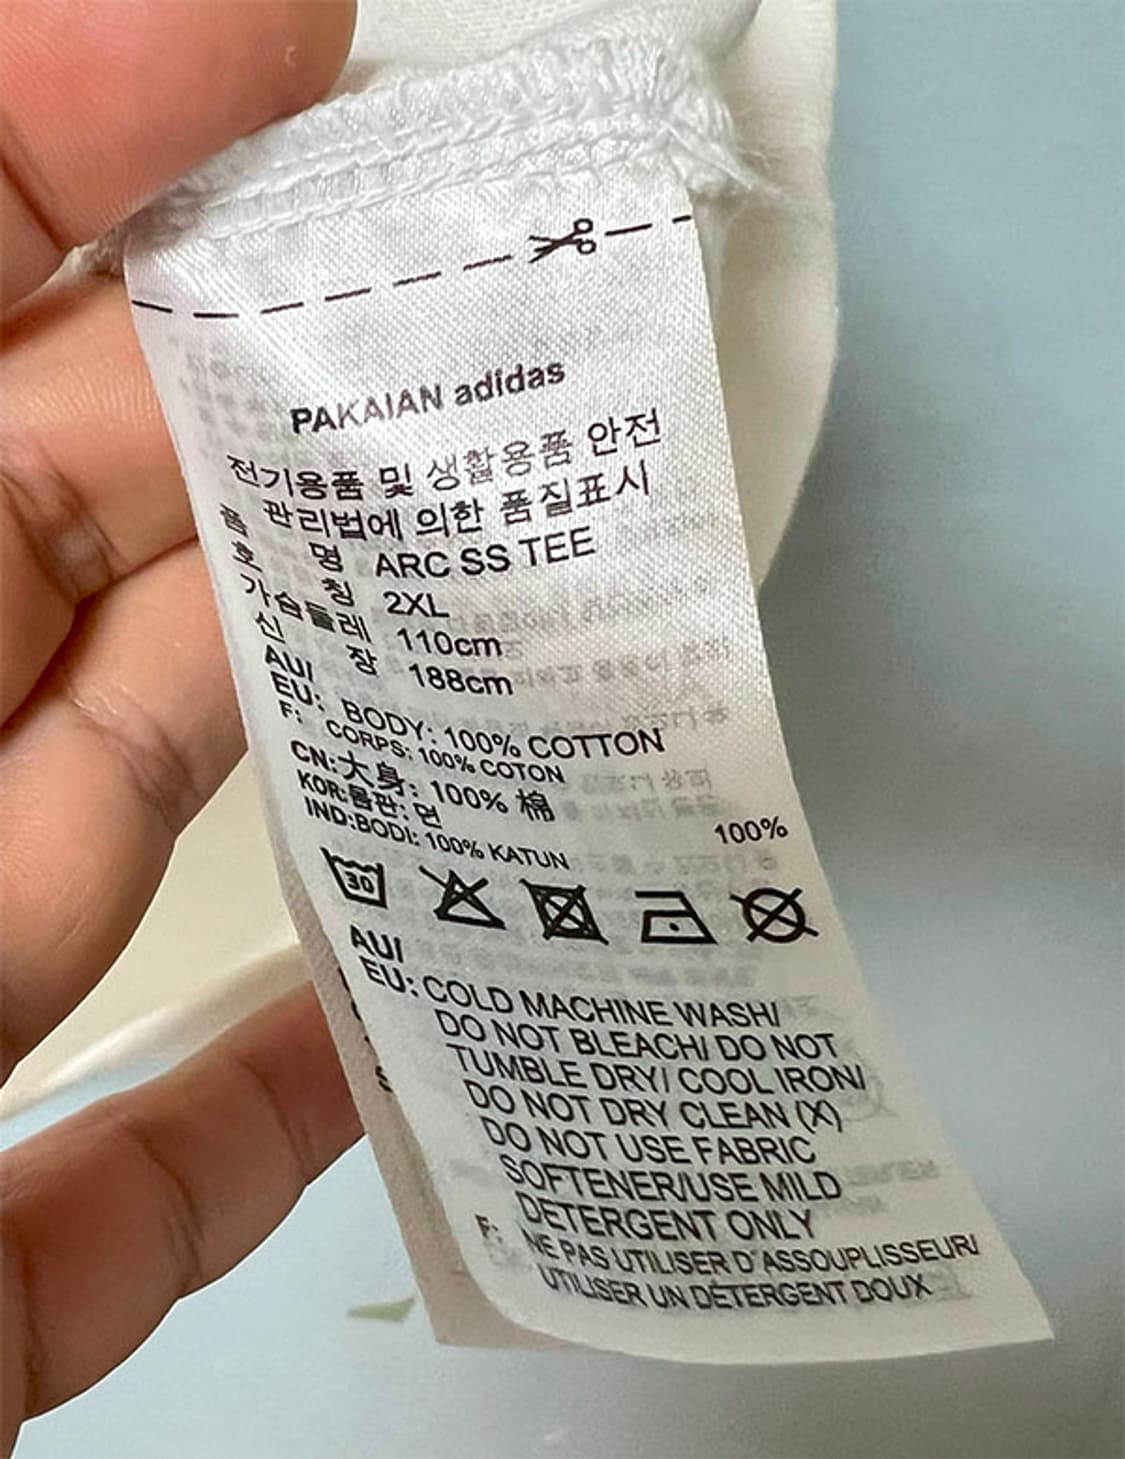 PAKAIAN adidas
전기용품 및 생활용품 안전
관리법에 의한 품질표시
품 명 ARC SS TEE
호 칭 2XL
가슴둘레 110cm
신 장 188cm
AU/
EU: BODY: 100% COTTON
F: CORPS: 100% COTON
CN:大身: 100% 棉
KOR:몸판: 면 100%
IND:BODI: 100% KATUN
30
AU/
EU: COLD MACHINE WASH/
DO NOT BLEACH/ DO NOT
TUMBLE DRY/ COOL IRON/
DO NOT DRY CLEAN (X)
DO NOT USE FABRIC
SOFTENER/USE MILD
DETERGENT ONLY
F: NE PAS UTILISER D'ASSOUPLISSEUR/
UTILISER UN DÉTERGENT DOUX